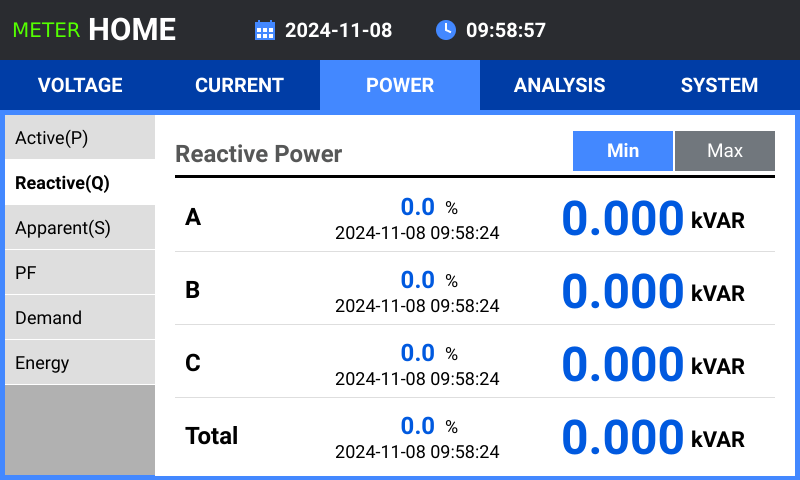 METER HOME 2024-11-08 09:58:57
VOLTAGE CURRENT POWER ANALYSIS SYSTEM
Active(P)
Reactive(Q)
Apparent(S)
PF
Demand
Energy
Reactive Power Min Max
A 0.0 % 0.000 kVAR
2024-11-08 09:58:24
B 0.0 % 0.000 kVAR
2024-11-08 09:58:24
C 0.0 % 0.000 kVAR
2024-11-08 09:58:24
Total 0.0 % 0.000 kVAR
2024-11-08 09:58:24